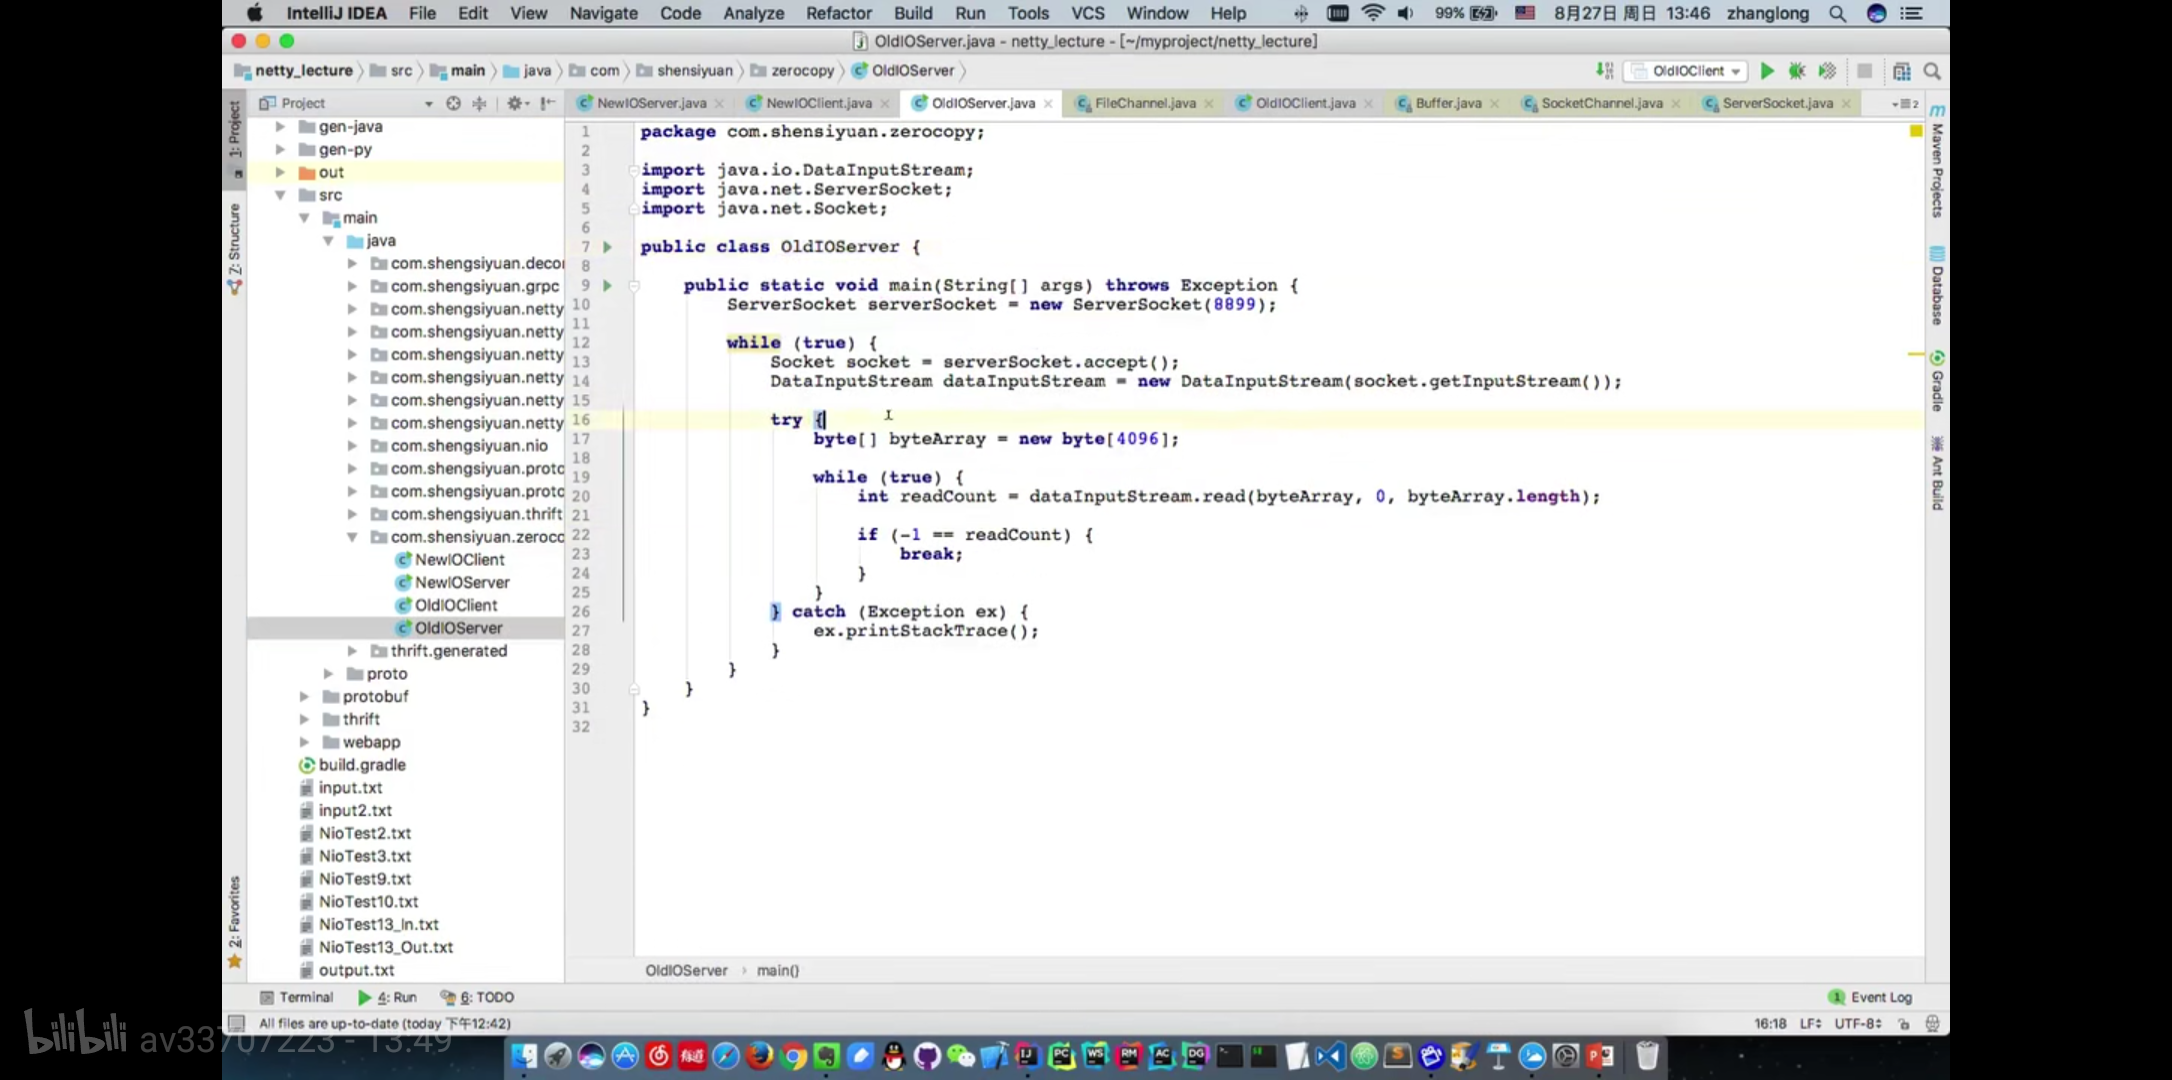 IntelliJ IDEA File Edit View Navigate Code Analyze Refactor Build Run Tools VCS Window Help 99% 8月27日 周日 13:46 zhanglong
OldIOServer.java - netty_lecture - [~/myproject/netty_lecture]
netty_lecture src main java com shensiyuan zerocopy OldIOServer OldIOClient
Project NewIOServer.java NewIOClient.java OldIOServer.java FileChannel.java OldIOClient.java Buffer.java SocketChannel.java ServerSocket.java
1: Project
Z: Structure
2: Favorites
gen-java
gen-py
out
src
main
java
com.shengsiyuan.deco
com.shengsiyuan.grpc
com.shengsiyuan.netty
com.shengsiyuan.netty
com.shengsiyuan.netty
com.shengsiyuan.netty
com.shengsiyuan.netty
com.shengsiyuan.netty
com.shengsiyuan.nio
com.shengsiyuan.proto
com.shengsiyuan.proto
com.shengsiyuan.thrift
com.shensiyuan.zeroc
NewIOClient
NewIOServer
OldIOClient
OldIOServer
thrift.generated
proto
protobuf
thrift
webapp
build.gradle
input.txt
input2.txt
NioTest2.txt
NioTest3.txt
NioTest9.txt
NioTest10.txt
NioTest13_In.txt
NioTest13_Out.txt
output.txt
1 package com.shensiyuan.zerocopy;
2
3 import java.io.DataInputStream;
4 import java.net.ServerSocket;
5 import java.net.Socket;
6
7 public class OldIOServer {
8
9 public static void main(String[] args) throws Exception {
10 ServerSocket serverSocket = new ServerSocket(8899);
11
12 while (true) {
13 Socket socket = serverSocket.accept();
14 DataInputStream dataInputStream = new DataInputStream(socket.getInputStream());
15
16 try {
17 byte[] byteArray = new byte[4096];
18
19 while (true) {
20 int readCount = dataInputStream.read(byteArray, 0, byteArray.length);
21
22 if (-1 == readCount) {
23 break;
24 }
25 }
26 } catch (Exception ex) {
27 ex.printStackTrace();
28 }
29 }
30 }
31 }
32
Maven Projects
Database
Gradle
Ant Build
OldIOServer main()
Terminal 4: Run 6: TODO 1 Event Log
All files are up-to-date (today 下午12:42) 16:18 LF UTF-8
bilibili av33707223 - 13:49
有道 IJ PC WS RM AC DG